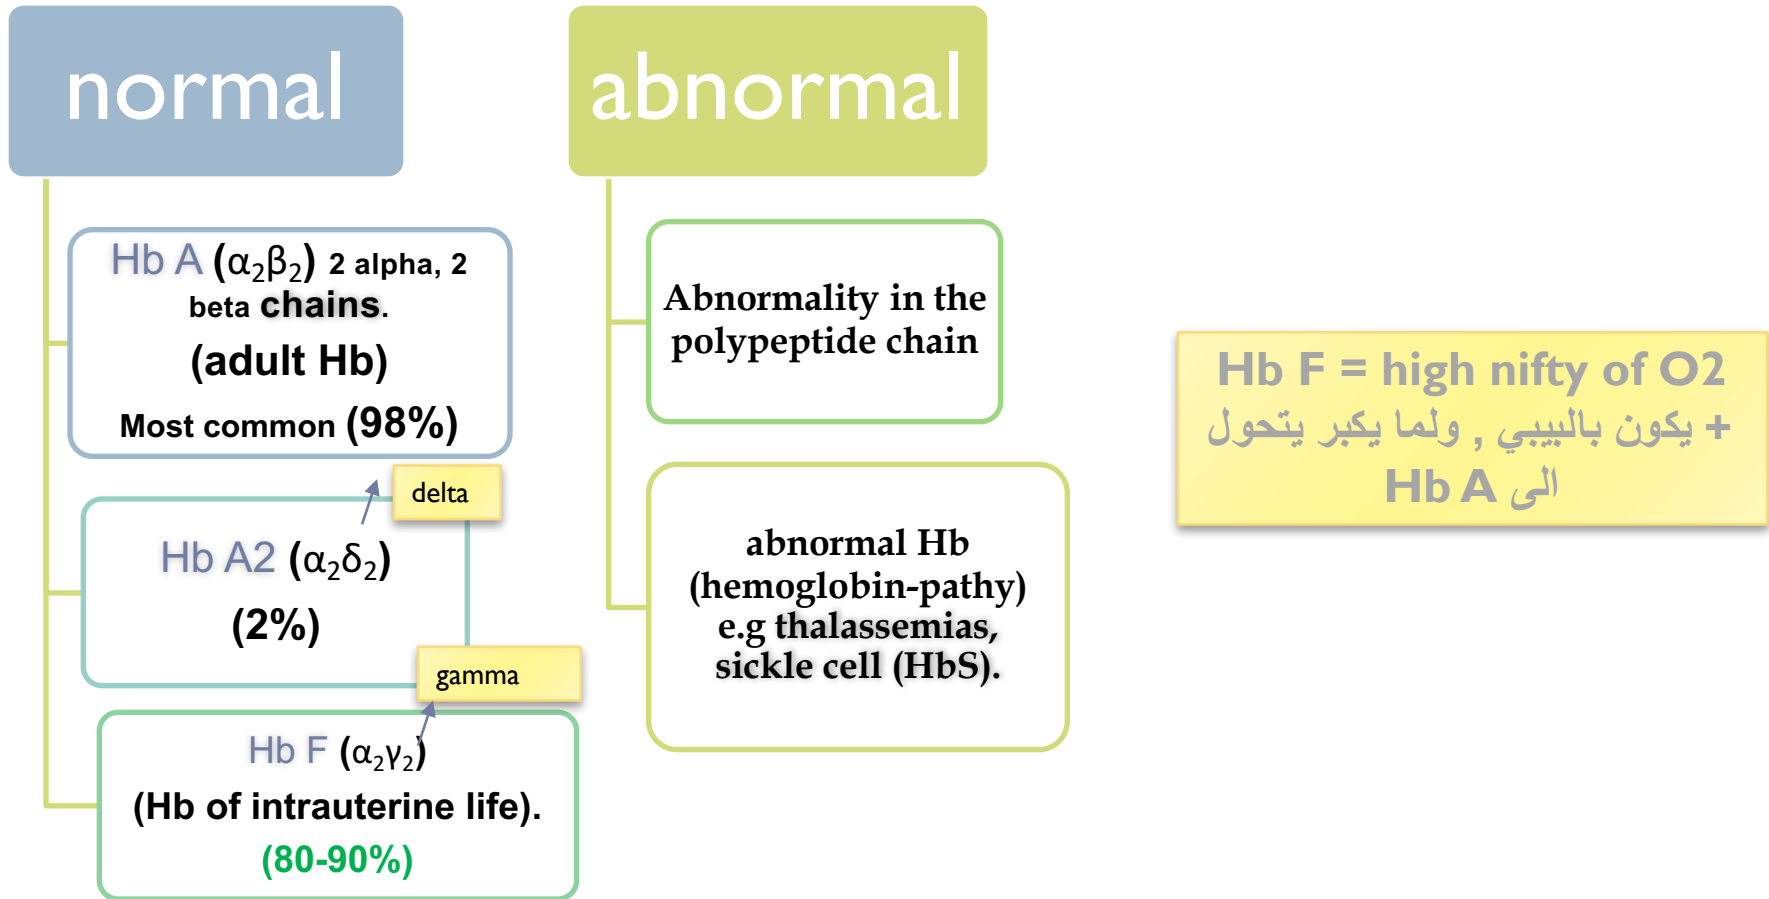 normal
Hb A (α₂β₂) 2 alpha, 2
beta chains.
(adult Hb)
Most common (98%)
delta
Hb A2 (α₂δ₂)
(2%)
gamma
Hb F (α₂γ₂)
(Hb of intrauterine life).
(80-90%)
abnormal
Abnormality in the
polypeptide chain
abnormal Hb
(hemoglobin-pathy)
e.g thalassemias,
sickle cell (HbS).
Hb F = high nifty of O2
+ يكون بالبيبي , ولما يكبر يتحول
الى Hb A